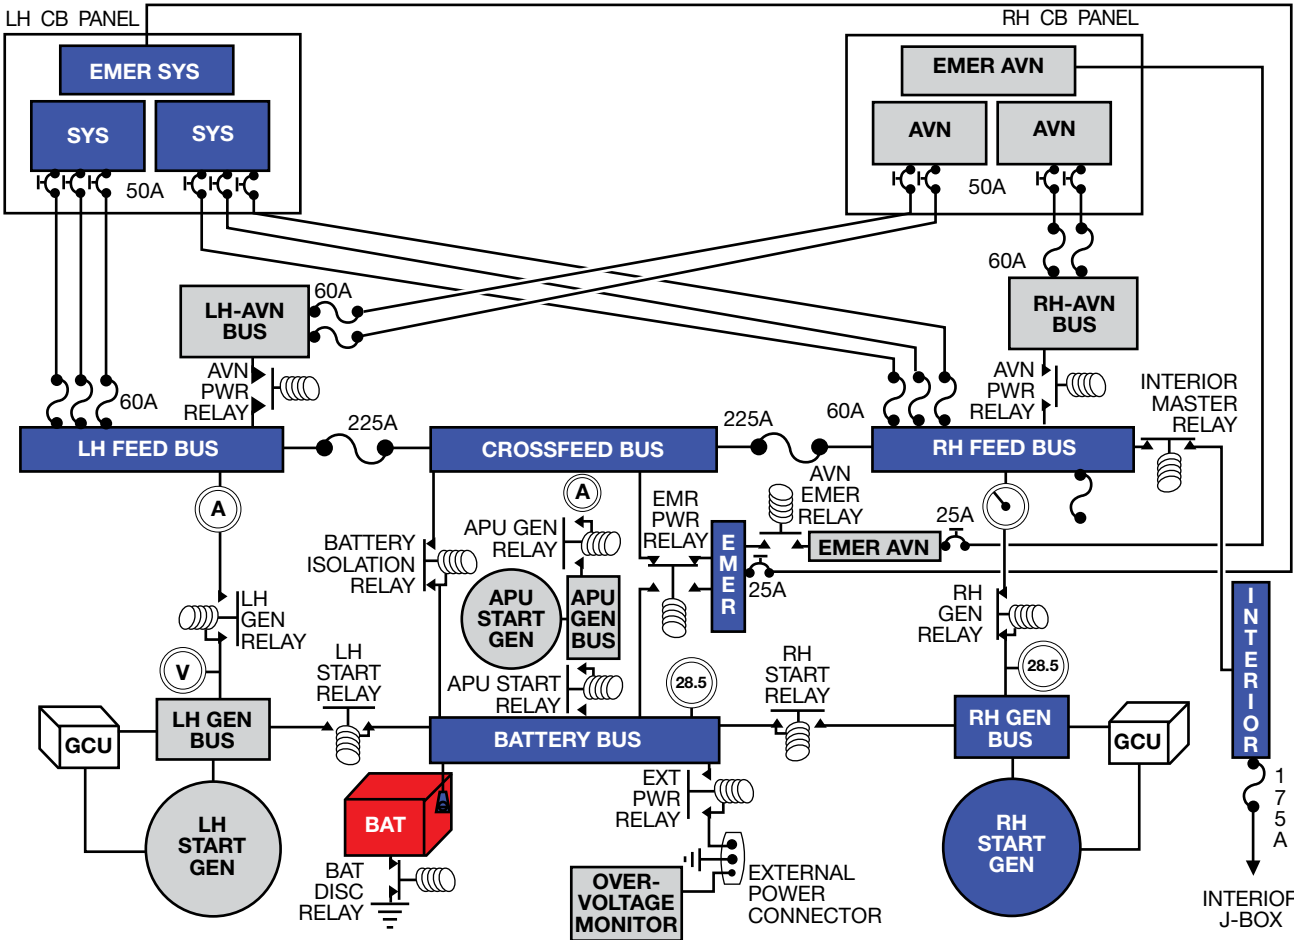 LH CB PANEL
RH CB PANEL
EMER SYS
SYS
SYS
50A
EMER AVN
AVN
AVN
50A
60A
LH-AVN
BUS
60A
RH-AVN
BUS
AVN
PWR
RELAY
60A
AVN
PWR
RELAY
INTERIOR
MASTER
RELAY
225A
225A
60A
LH FEED BUS
CROSSFEED BUS
RH FEED BUS
A
A
AVN
EMER
RELAY
EMR
PWR
RELAY
APU GEN
RELAY
BATTERY
ISOLATION
RELAY
EMER
EMER AVN
25A
25A
APU
START
GEN
APU
GEN
BUS
LH
GEN
RELAY
RH
GEN
RELAY
INTERIOR
V
LH
START
RELAY
APU START
RELAY
28.5
RH
START
RELAY
28.5
GCU
LH GEN
BUS
BATTERY BUS
RH GEN
BUS
GCU
LH
START
GEN
BAT
EXT
PWR
RELAY
RH
START
GEN
175A
BAT
DISC
RELAY
OVER-
VOLTAGE
MONITOR
EXTERNAL
POWER
CONNECTOR
INTERIOR
J-BOX